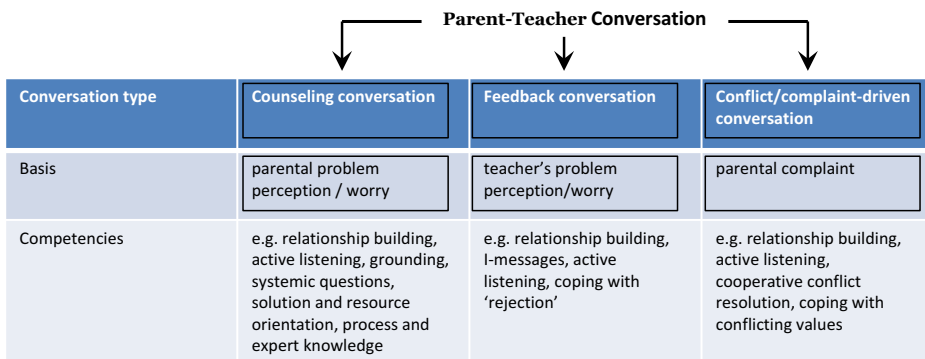 Parent-Teacher Conversation
Conversation type
Counseling conversation
Feedback conversation
Conflict/complaint-driven
conversation
Basis
parental problem
perception / worry
teacher's problem
perception/worry
parental complaint
Competencies
e.g. relationship building,
active listening, grounding,
systemic questions,
solution and resource
orientation, process and
expert knowledge
e.g. relationship building,
I-messages, active
listening, coping with
‘rejection’
e.g. relationship building,
active listening,
cooperative conflict
resolution, coping with
conflicting values